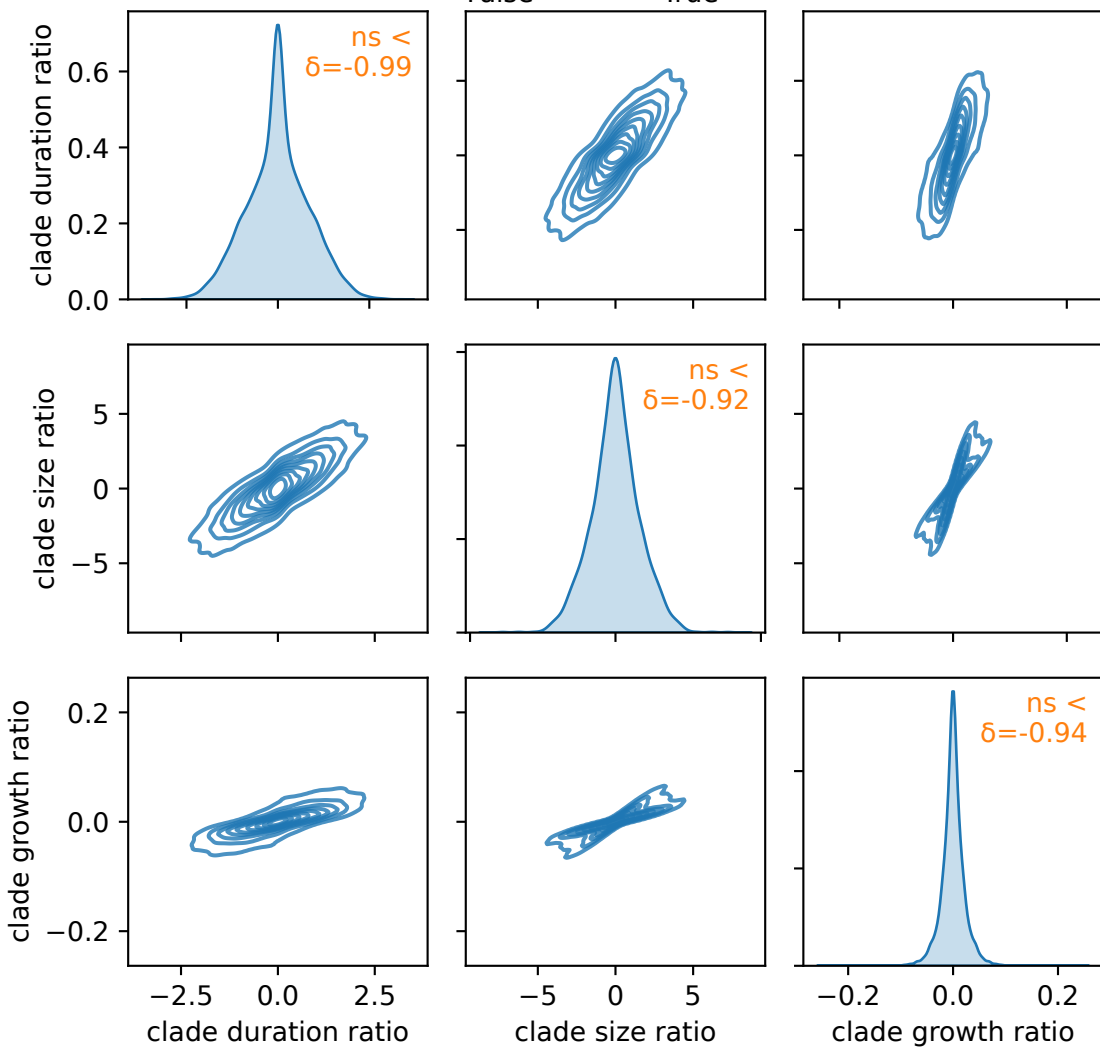 clade duration ratio
0.6
0.4
0.2
0.0
ns <
δ=-0.99
clade size ratio
5
0
−5
ns <
δ=-0.92
clade growth ratio
0.2
0.0
−0.2
ns <
δ=-0.94
−2.5 0.0 2.5
−5 0 5
−0.2 0.0 0.2
clade duration ratio
clade size ratio
clade growth ratio